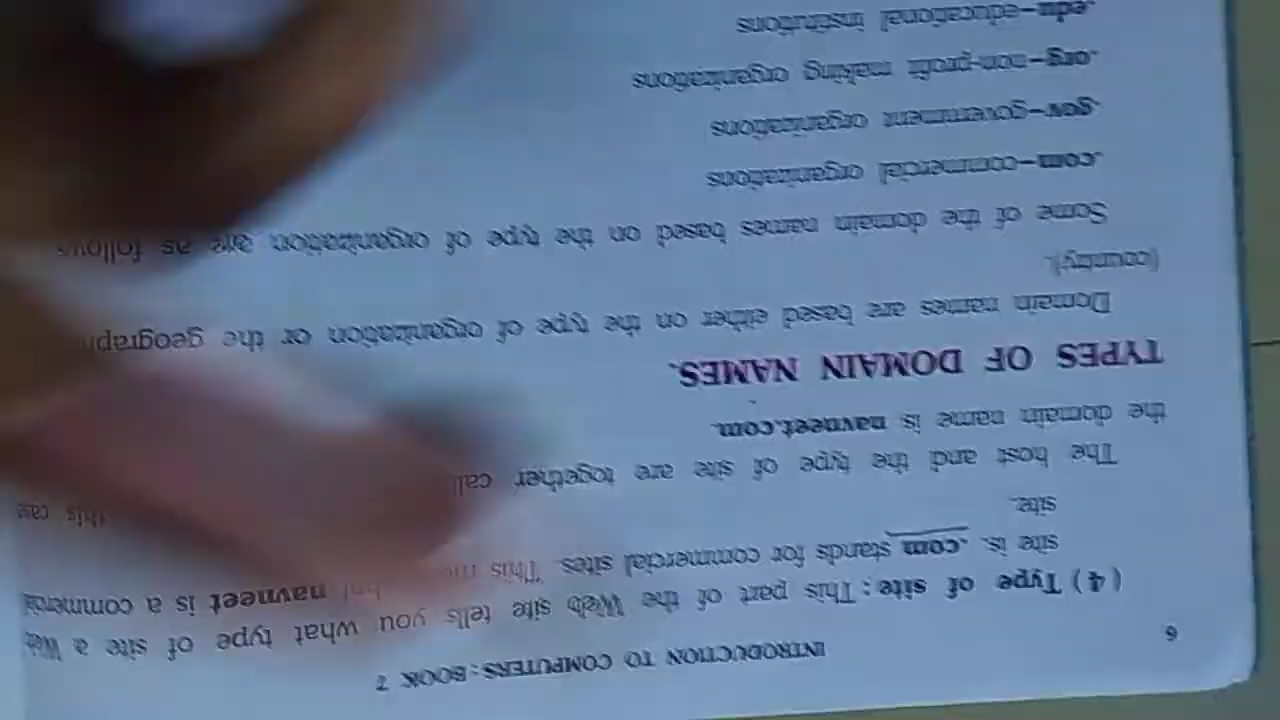 6 INTRODUCTION TO COMPUTERS : BOOK 7
(4) Type of site : This part of the Web site tells you what type of site a
site is. .com stands for commercial sites. This navneet is a
site.
The host and the type of site are together this case
the domain name is navneet.com.
TYPES OF DOMAIN NAMES.
Domain names are based either on the type of organization or the
(country).
Some of the domain names based on the type of organization are as follows
.com—commercial organizations
.gov—government organizations
.org—non-profit making organizations
.edu—educational institutions